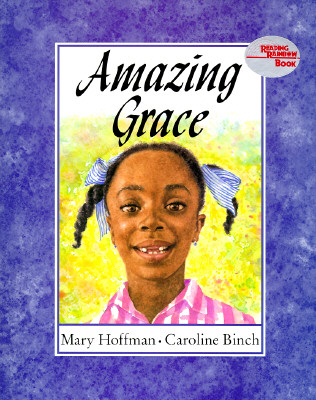 Amazing
Grace
READING
RAINBOW
BOOK
Mary Hoffman · Caroline Binch